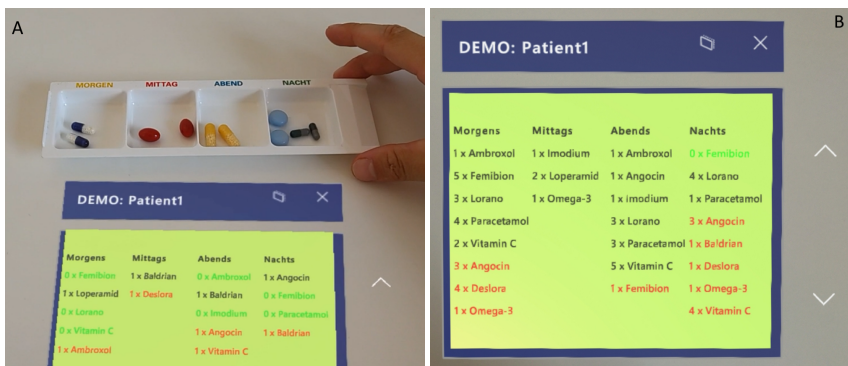 A
MORGEN MITTAG ABEND NACHT
DEMO: Patient1
Morgens Mittags Abends Nachts
0 x Femibion 1 x Baldrian 0 x Ambroxol 1 x Angocin
1 x Loperamid 1 x Deslora 1 x Baldrian 0 x Femibion
0 x Lorano 0 x Imodium 0 x Paracetamol
0 x Vitamin C 1 x Angocin 1 x Baldrian
1 x Ambroxol 1 x Vitamin C
B
DEMO: Patient1
Morgens Mittags Abends Nachts
1 x Ambroxol 1 x Imodium 1 x Ambroxol 0 x Femibion
5 x Femibion 2 x Loperamid 1 x Angocin 4 x Lorano
3 x Lorano 1 x Omega-3 1 x imodium 1 x Paracetamol
4 x Paracetamol 3 x Lorano 3 x Angocin
2 x Vitamin C 3 x Paracetamol 1 x Baldrian
3 x Angocin 5 x Vitamin C 1 x Deslora
4 x Deslora 1 x Femibion 1 x Omega-3
1 x Omega-3 4 x Vitamin C